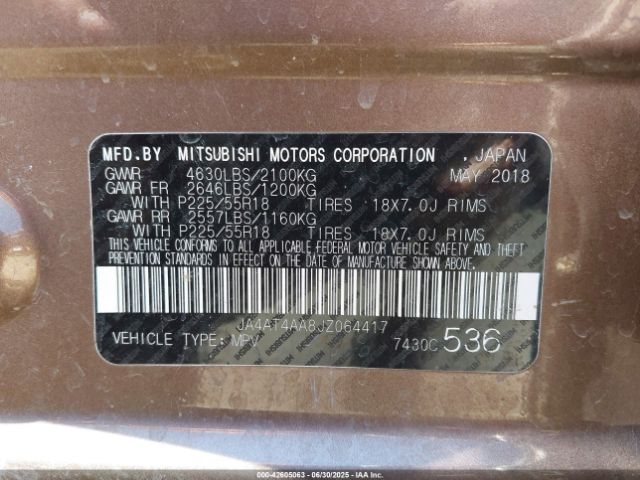 MFD.BY MITSUBISHI MOTORS CORPORATION , JAPAN
GVWR 4630LBS/2100KG MAY 2018
GAWR FR 2646LBS/1200KG
WITH P225/55R18 TIRES 18X7.0J RIMS
GAWR RR 2557LBS/1160KG
WITH P225/55R18 TIRES 18X7.0J RIMS
THIS VEHICLE CONFORMS TO ALL APPLICABLE FEDERAL MOTOR VEHICLE SAFETY AND THEFT
PREVENTION STANDARDS IN EFFECT ON THE DATE OF MANUFACTURE SHOWN ABOVE.
JA4AT4AA8JZ064417
VEHICLE TYPE: MPV 7430C 536
000-42605063 - 06/30/2025 - IAAI.CA